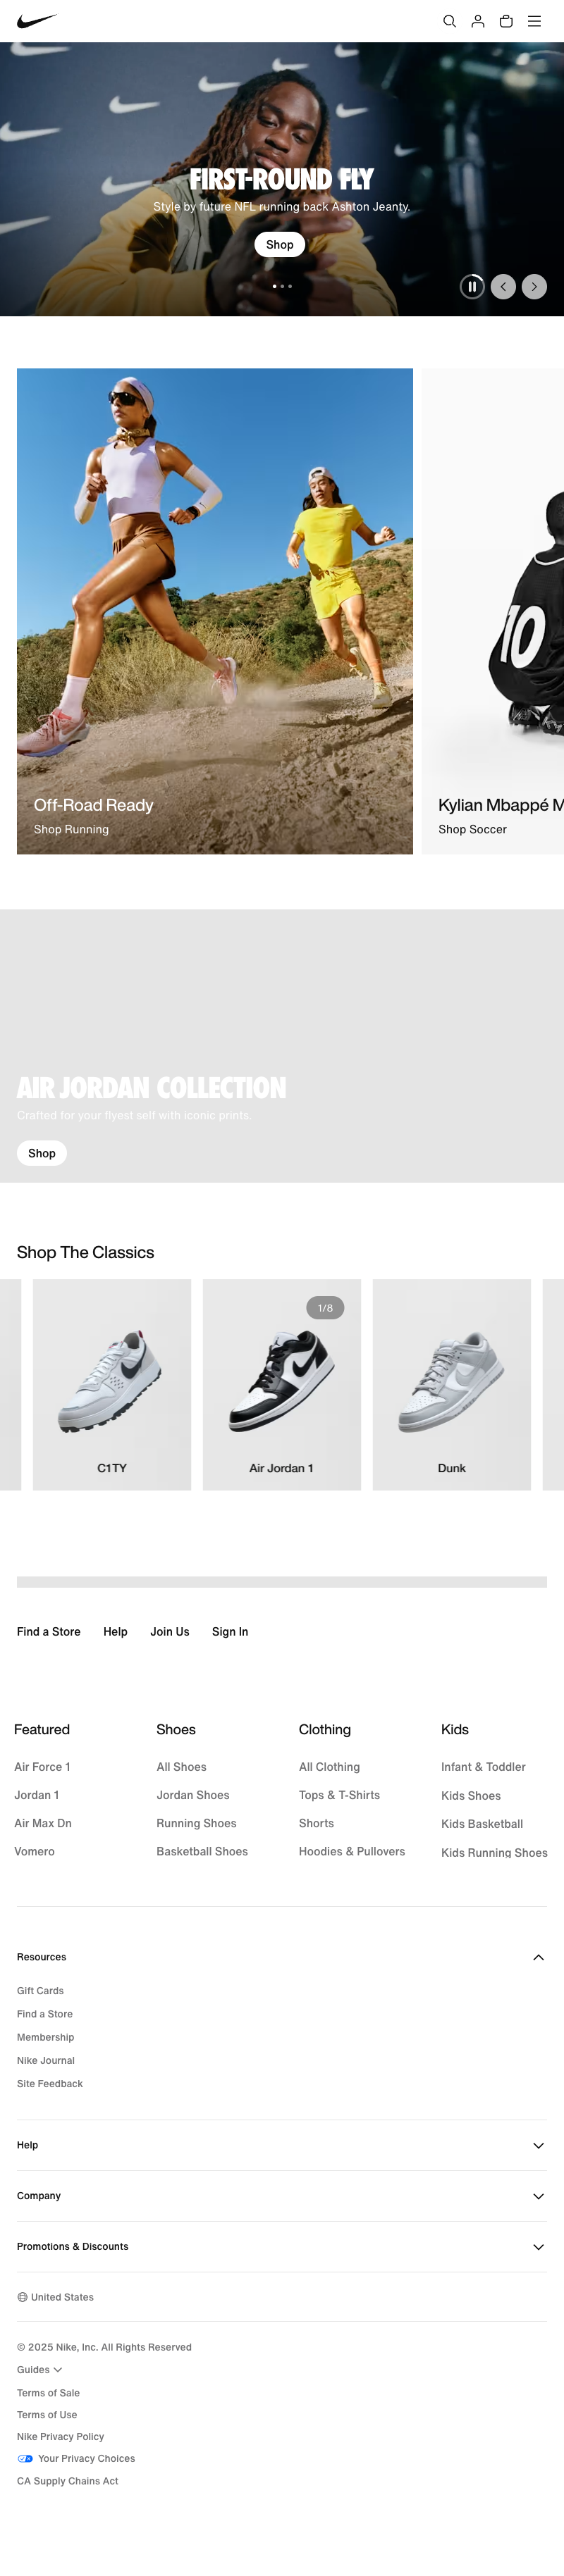 FIRST-ROUND FLY
Style by future NFL running back Ashton Jeanty.
Shop
10
Off-Road Ready
Shop Running
Kylian Mbappé M
Shop Soccer
AIR JORDAN COLLECTION
Crafted for your flyest self with iconic prints.
Shop
Shop The Classics
1/8
C1TY
Air Jordan 1
Dunk
Find a Store Help Join Us Sign In
Featured
Air Force 1
Jordan 1
Air Max Dn
Vomero
Shoes
All Shoes
Jordan Shoes
Running Shoes
Basketball Shoes
Clothing
All Clothing
Tops & T-Shirts
Shorts
Hoodies & Pullovers
Kids
Infant & Toddler
Kids Shoes
Kids Basketball
Kids Running Shoes
Resources
Gift Cards
Find a Store
Membership
Nike Journal
Site Feedback
Help
Company
Promotions & Discounts
United States
© 2025 Nike, Inc. All Rights Reserved
Guides
Terms of Sale
Terms of Use
Nike Privacy Policy
Your Privacy Choices
CA Supply Chains Act